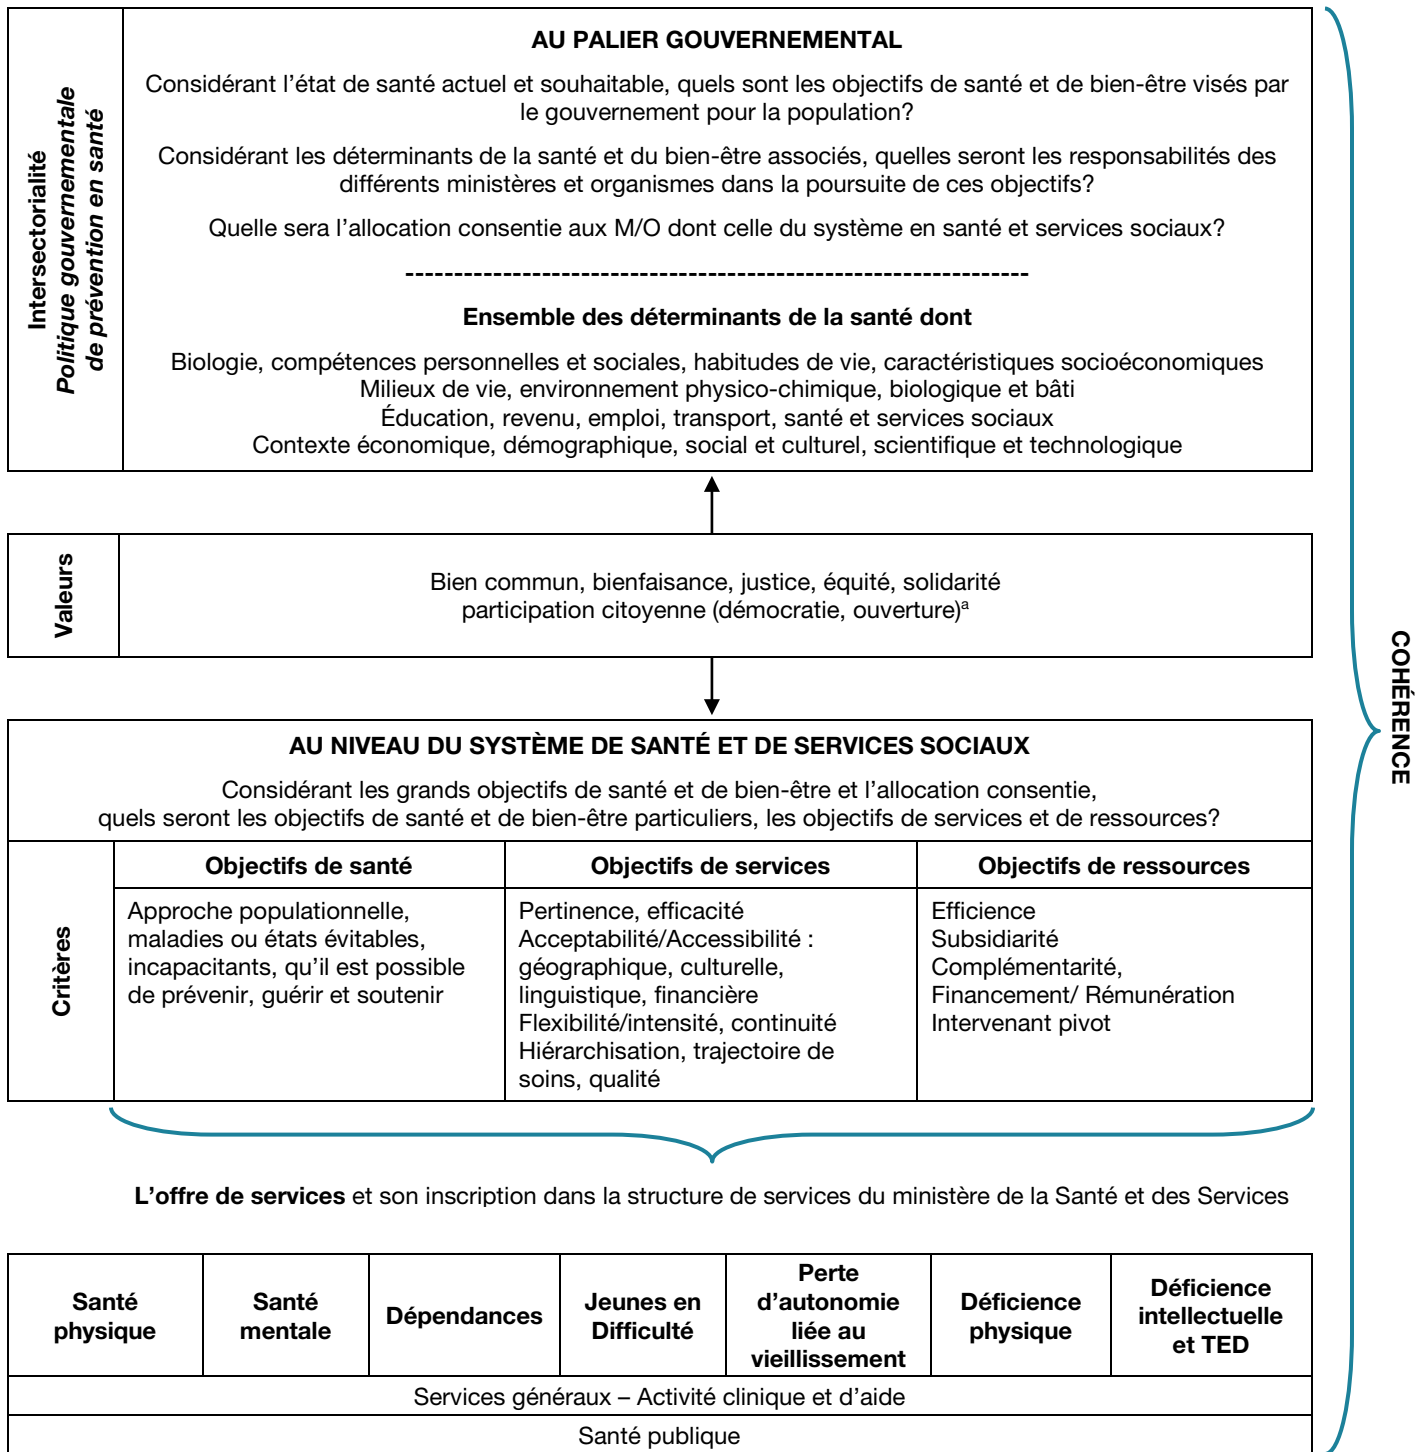 Intersectorialité
Politique gouvernementale
de prévention en santé
AU PALIER GOUVERNEMENTAL
Considérant l’état de santé actuel et souhaitable, quels sont les objectifs de santé et de bien-être visés par
le gouvernement pour la population?
Considérant les déterminants de la santé et du bien-être associés, quelles seront les responsabilités des
différents ministères et organismes dans la poursuite de ces objectifs?
Quelle sera l’allocation consentie aux M/O dont celle du système en santé et services sociaux?
----------------------------------------------------------------
Ensemble des déterminants de la santé dont
Biologie, compétences personnelles et sociales, habitudes de vie, caractéristiques socioéconomiques
Milieux de vie, environnement physico-chimique, biologique et bâti
Éducation, revenu, emploi, transport, santé et services sociaux
Contexte économique, démographique, social et culturel, scientifique et technologique
Valeurs
Bien commun, bienfaisance, justice, équité, solidarité
participation citoyenne (démocratie, ouverture)ᵃ
COHÉRENCE
AU NIVEAU DU SYSTÈME DE SANTÉ ET DE SERVICES SOCIAUX
Considérant les grands objectifs de santé et de bien-être et l’allocation consentie,
quels seront les objectifs de santé et de bien-être particuliers, les objectifs de services et de ressources?
Critères
Objectifs de santé
Approche populationnelle,
maladies ou états évitables,
incapacitants, qu’il est possible
de prévenir, guérir et soutenir
Objectifs de services
Pertinence, efficacité
Acceptabilité/Accessibilité :
géographique, culturelle,
linguistique, financière
Flexibilité/intensité, continuité
Hiérarchisation, trajectoire de
soins, qualité
Objectifs de ressources
Efficience
Subsidiarité
Complémentarité,
Financement/ Rémunération
Intervenant pivot
L’offre de services et son inscription dans la structure de services du ministère de la Santé et des Services
Santé
physique
Santé
mentale
Dépendances
Jeunes en
Difficulté
Perte
d’autonomie
liée au
vieillissement
Déficience
physique
Déficience
intellectuelle
et TED
Services généraux – Activité clinique et d’aide
Santé publique